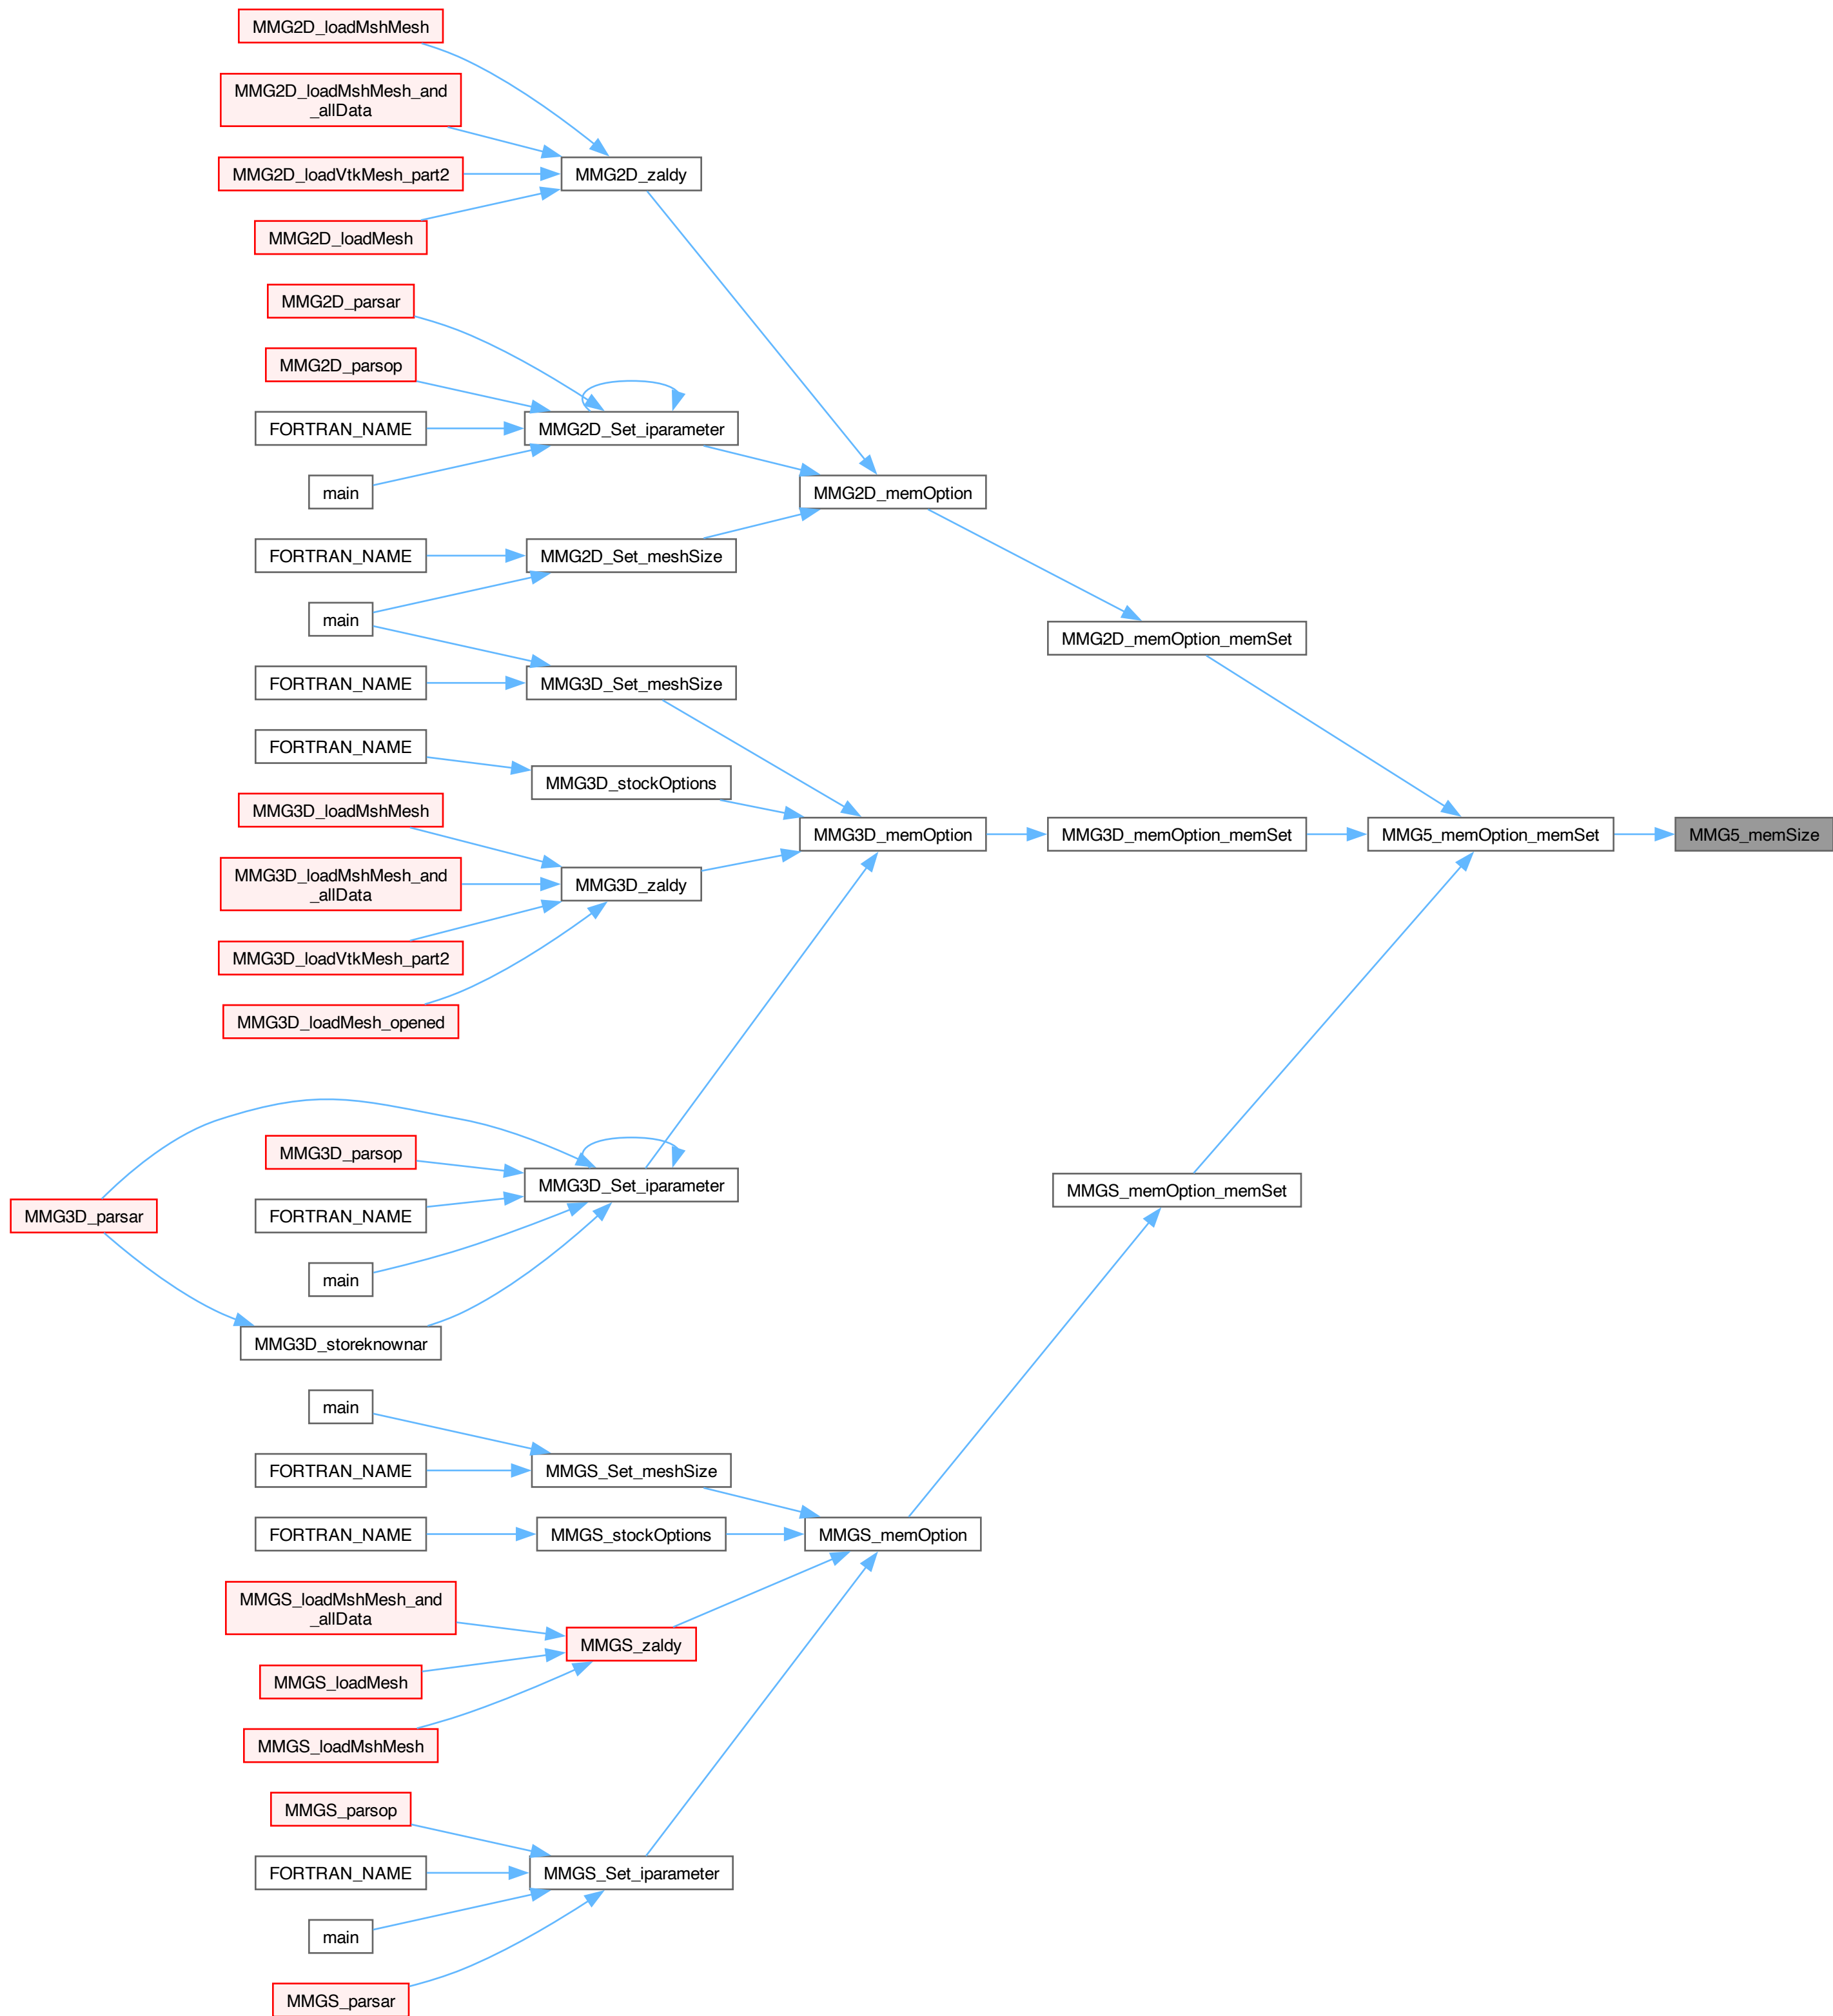 MMG2D_loadMshMesh
MMG2D_loadMshMesh_and
_allData
MMG2D_loadVtkMesh_part2
MMG2D_zaldy
MMG2D_loadMesh
MMG2D_parsar
MMG2D_parsop
FORTRAN_NAME
MMG2D_Set_iparameter
main
MMG2D_memOption
FORTRAN_NAME
MMG2D_Set_meshSize
main
MMG2D_memOption_memSet
FORTRAN_NAME
MMG3D_Set_meshSize
FORTRAN_NAME
MMG3D_stockOptions
MMG3D_loadMshMesh
MMG3D_memOption
MMG3D_memOption_memSet
MMG5_memOption_memSet
MMG5_memSize
MMG3D_loadMshMesh_and
_allData
MMG3D_zaldy
MMG3D_loadVtkMesh_part2
MMG3D_loadMesh_opened
MMG3D_parsop
MMG3D_Set_iparameter
MMGS_memOption_memSet
MMG3D_parsar
FORTRAN_NAME
main
MMG3D_storeknownar
main
FORTRAN_NAME
MMGS_Set_meshSize
FORTRAN_NAME
MMGS_stockOptions
MMGS_memOption
MMGS_loadMshMesh_and
_allData
MMGS_zaldy
MMGS_loadMesh
MMGS_loadMshMesh
MMGS_parsop
FORTRAN_NAME
MMGS_Set_iparameter
main
MMGS_parsar